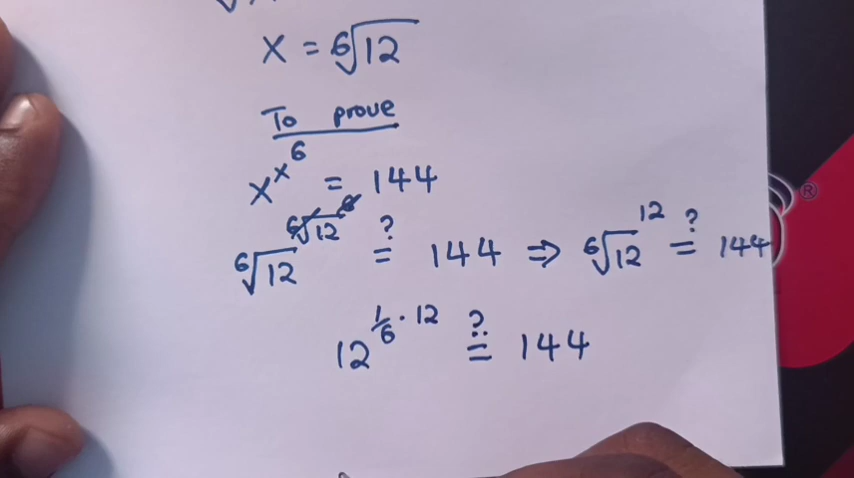 x = ⁶√12
To prove
x^x^6 = 144
⁶√12^⁶√12^6 ≟ 144 ⇒ ⁶√12^12 ≟ 144
12^(1/6 · 12) ≟ 144
®